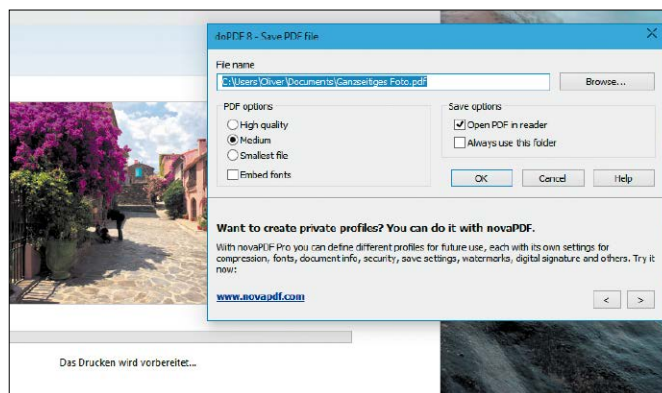 doPDF 8 - Save PDF file
File name
C:\Users\Oliver\Documents\Ganzseitiges Foto.pdf
Browse...
PDF options
High quality
Medium
Smallest file
Embed fonts
Save options
Open PDF in reader
Always use this folder
OK
Cancel
Help
Want to create private profiles? You can do it with novaPDF.
With novaPDF Pro you can define different profiles for future use, each with its own settings for
compression, fonts, document info, security, save settings, watermarks, digital signature and others. Try it
now:
www.novapdf.com
< >
Das Drucken wird vorbereitet...